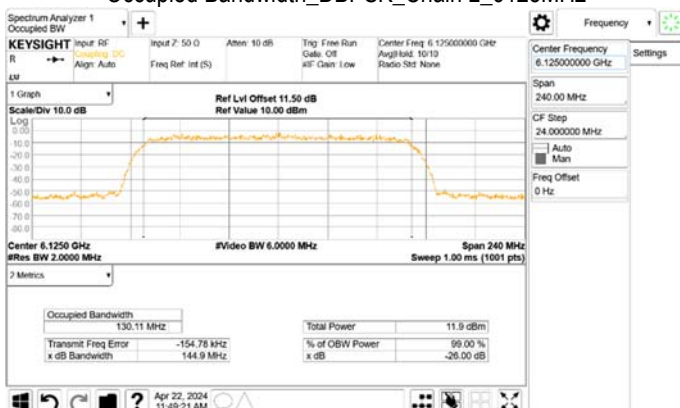 Spectrum Analyzer 1
Occupied BW
+
Frequency
KEYSIGHT
Input: RF
Input Z: 50 Ω
Atten: 10 dB
Trig: Free Run
Center Freq: 6.125000000 GHz
R
Coupling: DC
Gate: Off
Avg|Hold: 10/10
Align: Auto
Freq Ref: Int (S)
#IF Gain: Low
Radio Std: None
LM
Center Frequency
6.125000000 GHz
Settings
Span
240.00 MHz
CF Step
24.000000 MHz
Auto
Man
Freq Offset
0 Hz
1 Graph
Ref Lvl Offset 11.50 dB
Scale/Div 10.0 dB
Ref Value 10.00 dBm
Log
0.00
-10.0
-20.0
-30.0
-40.0
-50.0
-60.0
-70.0
-80.0
Center 6.1250 GHz
#Video BW 6.0000 MHz
Span 240 MHz
#Res BW 2.0000 MHz
Sweep 1.00 ms (1001 pts)
2 Metrics
Occupied Bandwidth
130.11 MHz
Total Power
11.9 dBm
Transmit Freq Error
-154.78 kHz
% of OBW Power
99.00 %
x dB Bandwidth
144.9 MHz
x dB
-26.00 dB
?
Apr 22, 2024
11:49:21 AM